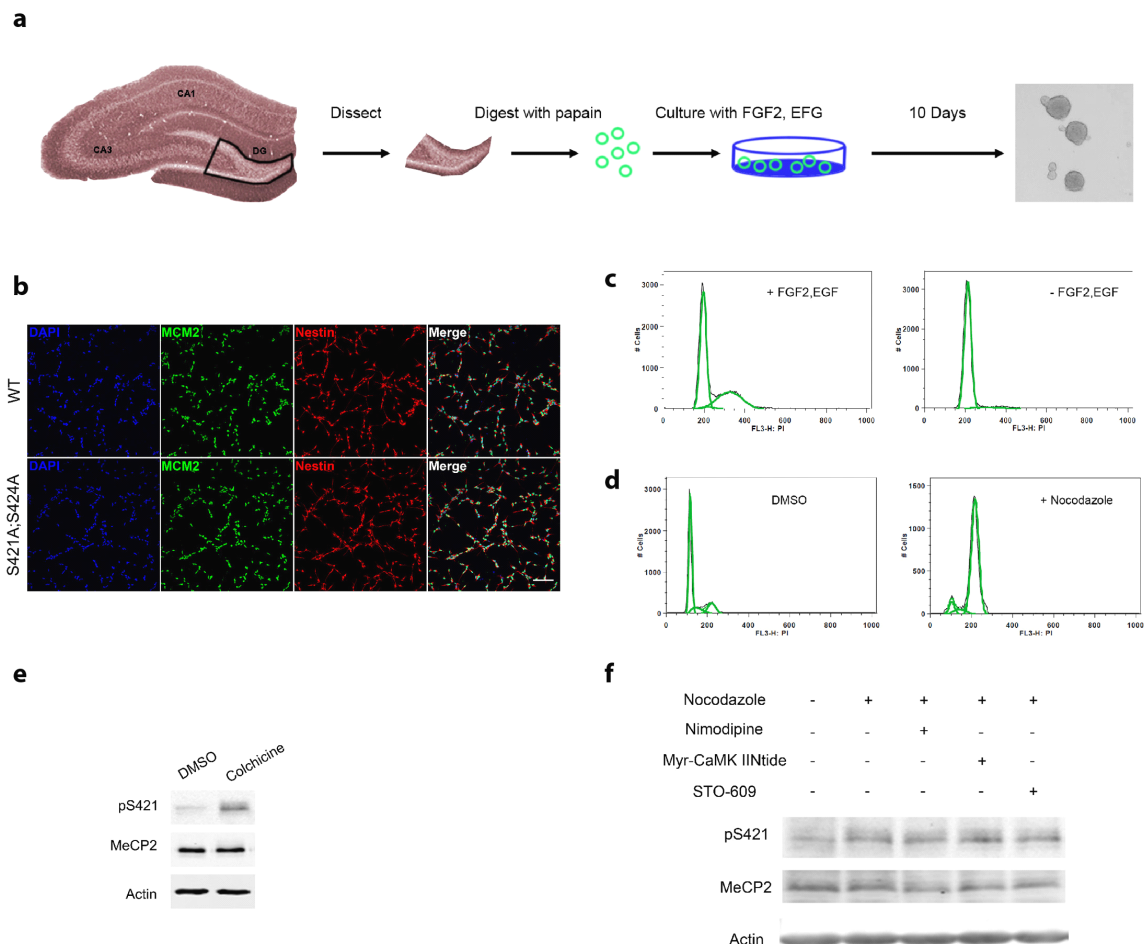 a
CA1
CA3
DG
Dissect
Digest with papain
Culture with FGF2, EFG
10 Days
b
DAPI MCM2 Nestin Merge
WT
DAPI MCM2 Nestin Merge
S421A;S424A
c
+ FGF2,EGF
# Cells
3000
2000
1000
0
0 200 400 600 800 1000
FL3-H: PI
- FGF2,EGF
# Cells
3000
2000
1000
0
0 200 400 600 800 1000
FL3-H: PI
d
DMSO
# Cells
3000
2000
1000
0
0 200 400 600 800 1000
FL3-H: PI
+ Nocodazole
# Cells
1500
1000
500
0
0 200 400 600 800 1000
FL3-H: PI
e
DMSO Colchicine
pS421
MeCP2
Actin
f
Nocodazole - + + + +
Nimodipine - - + - -
Myr-CaMK IINtide - - - + -
STO-609 - - - - +
pS421
MeCP2
Actin